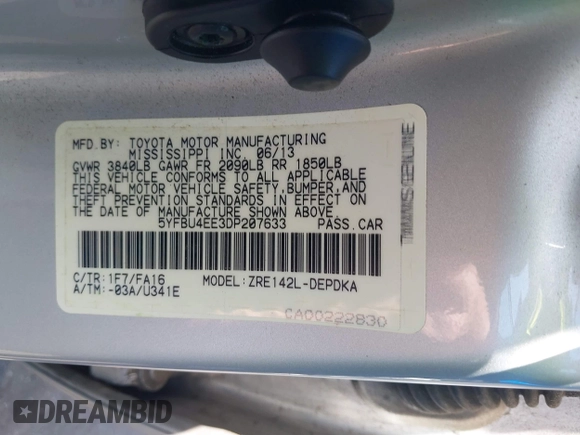 MFD. BY: TOYOTA MOTOR MANUFACTURING
MISSISSIPPI INC 06/13
GVWR 3840LB GAWR FR 2090LB RR 1850LB
THIS VEHICLE CONFORMS TO ALL APPLICABLE
FEDERAL MOTOR VEHICLE SAFETY,BUMPER,AND
THEFT PREVENTION STANDARDS IN EFFECT ON
THE DATE OF MANUFACTURE SHOWN ABOVE.
5YFBU4EE3DP207633 PASS.CAR
C/TR:1F7/FA16 MODEL:ZRE142L-DEPDKA
A/TM:-03A/U341E
CA00222830
DREAMBID